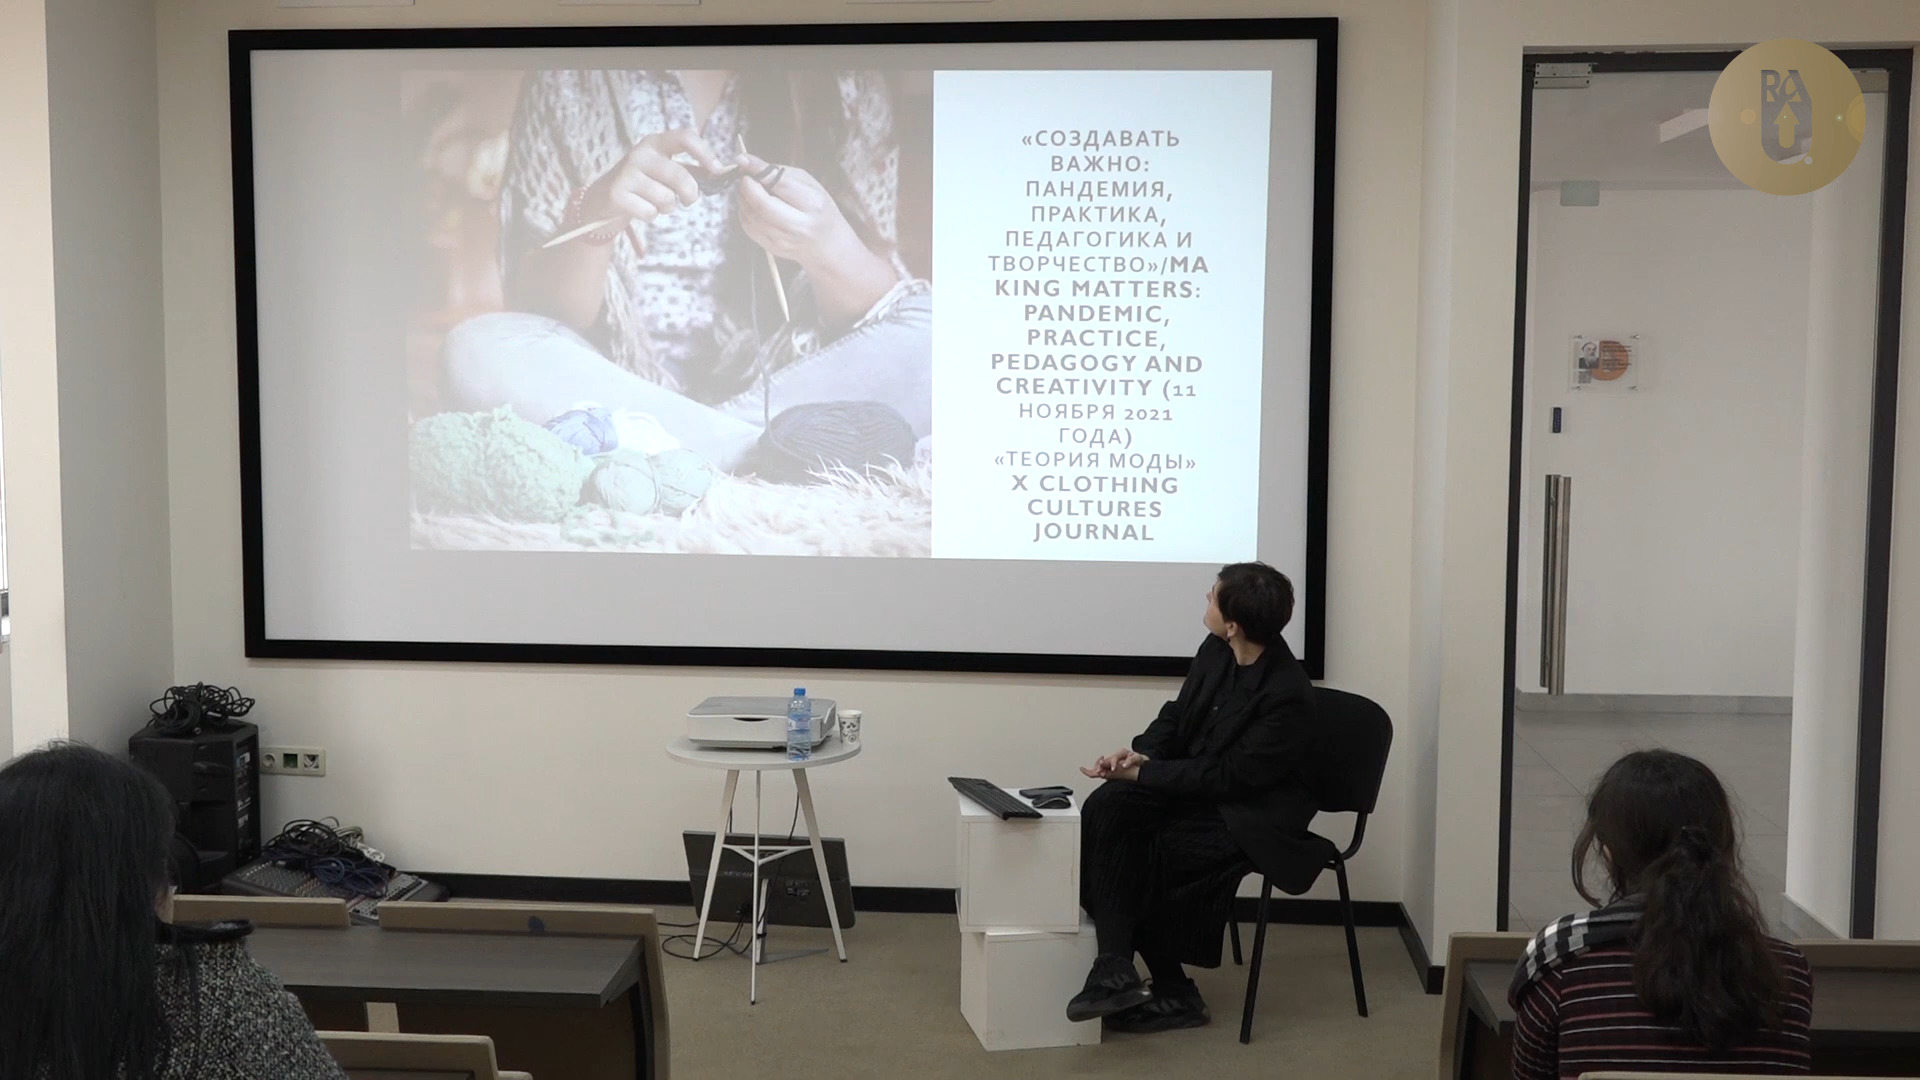 «СОЗДАВАТЬ
ВАЖНО:
ПАНДЕМИЯ,
ПРАКТИКА,
ПЕДАГОГИКА И
ТВОРЧЕСТВО»/MA
KING MATTERS:
PANDEMIC,
PRACTICE,
PEDAGOGY AND
CREATIVITY (11
НОЯБРЯ 2021
ГОДА)
«ТЕОРИЯ МОДЫ»
X CLOTHING
CULTURES
JOURNAL
RAU